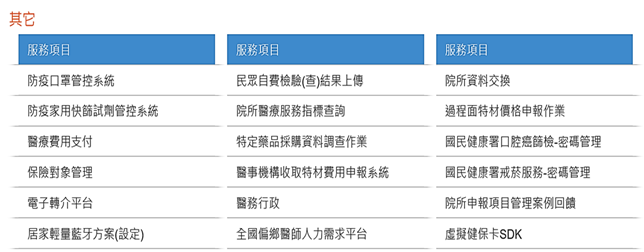 其它
服務項目
防疫口罩管控系統
防疫家用快篩試劑管控系統
醫療費用支付
保險對象管理
電子轉介平台
居家輕量藍牙方案(設定)
服務項目
民眾自費檢驗(查)結果上傳
院所醫療服務指標查詢
特定藥品採購資料調查作業
醫事機構收取特材費用申報系統
醫務行政
全國偏鄉醫師人力需求平台
服務項目
院所資料交換
過程面特材價格申報作業
國民健康署口腔癌篩檢-密碼管理
國民健康署戒菸服務-密碼管理
院所申報項目管理案例回饋
虛擬健保卡SDK